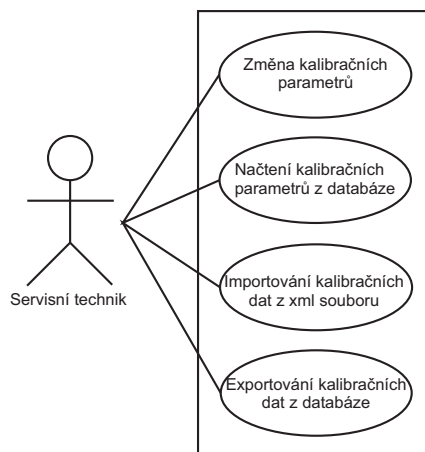 Změna kalibračních
parametrů
Načtení kalibračních
parametrů z databáze
Importování kalibračních
dat z xml souboru
Exportování kalibračních
dat z databáze
Servisní technik